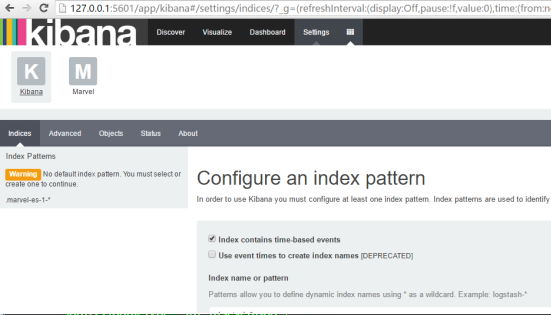 127.0.0.1:5601/app/kibana#/settings/indices/?_g=(refreshInterval:(display:Off,pause:!f,value:0),time:(from:n
kibana Discover Visualize Dashboard Settings
K M
Kibana Marvel
Indices Advanced Objects Status About
Index Patterns
Warning No default index pattern. You must select or
create one to continue.
.marvel-es-1-*
Configure an index pattern
In order to use Kibana you must configure at least one index pattern. Index patterns are used to identify
Index contains time-based events
Use event times to create index names [DEPRECATED]
Index name or pattern
Patterns allow you to define dynamic index names using * as a wildcard. Example: logstash-*